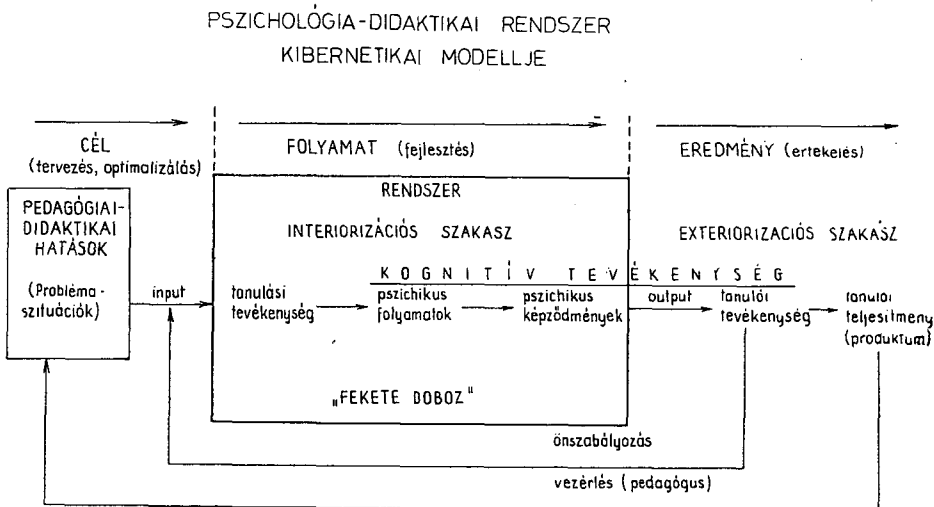 PSZICHOLÓGIA-DIDAKTIKAI RENDSZER
KIBERNETIKAI MODELLJE
CÉL
(tervezés, optimalizálás)
FOLYAMAT (fejlesztés)
EREDMÉNY (ertekelés)
PEDAGÓGIAI-
DIDAKTIKAI
HATÁSOK
(Probléma-
szituációk)
input
RENDSZER
INTERIORIZÁCIÓS SZAKASZ
EXTERIORIZACIÓS SZAKASZ
KOGNITÍV TEVÉKENYSÉG
tanulási
tevékenység
pszichikus
folyamatok
pszichikus
képződmények
output
tanulói
tevékenység
tanulói
teljesítmény
(produktum)
„FEKETE DOBOZ"
önszabályozás
vezérlés (pedagógus)